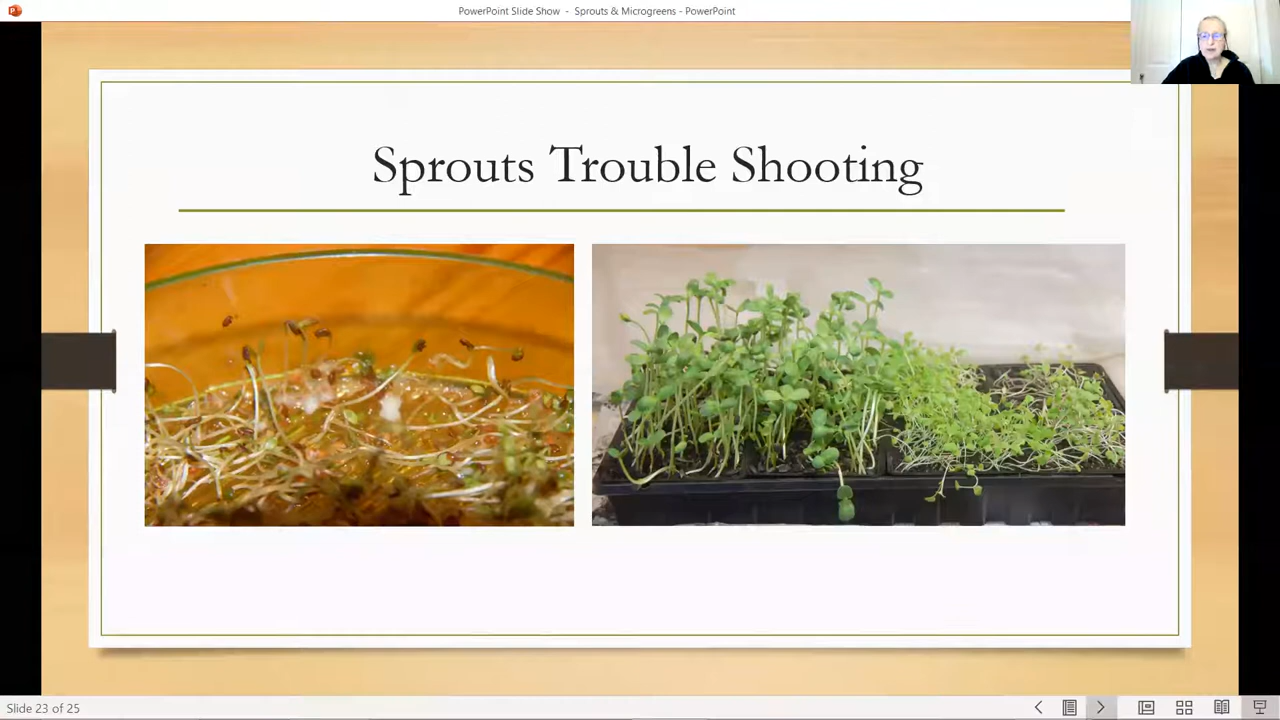 PowerPoint Slide Show - Sprouts & Microgreens - PowerPoint
Sprouts Trouble Shooting
Slide 23 of 25